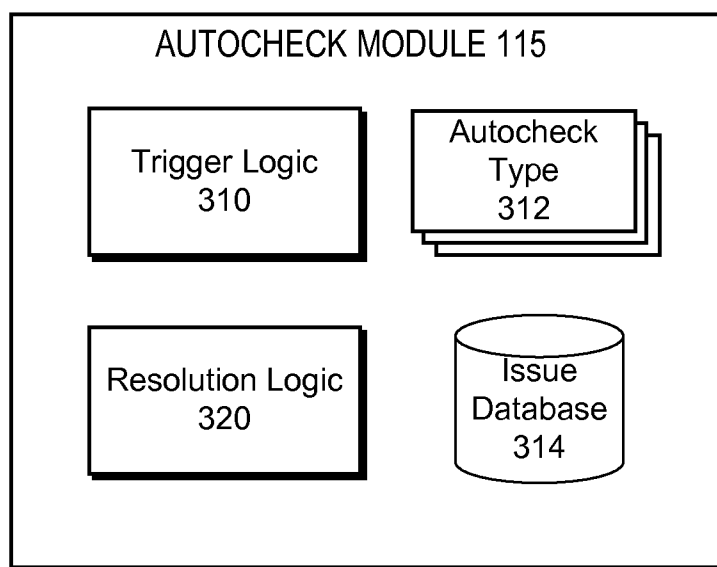 AUTOCHECK MODULE 115
Trigger Logic
310
Autocheck
Type
312
Resolution Logic
320
Issue
Database
314